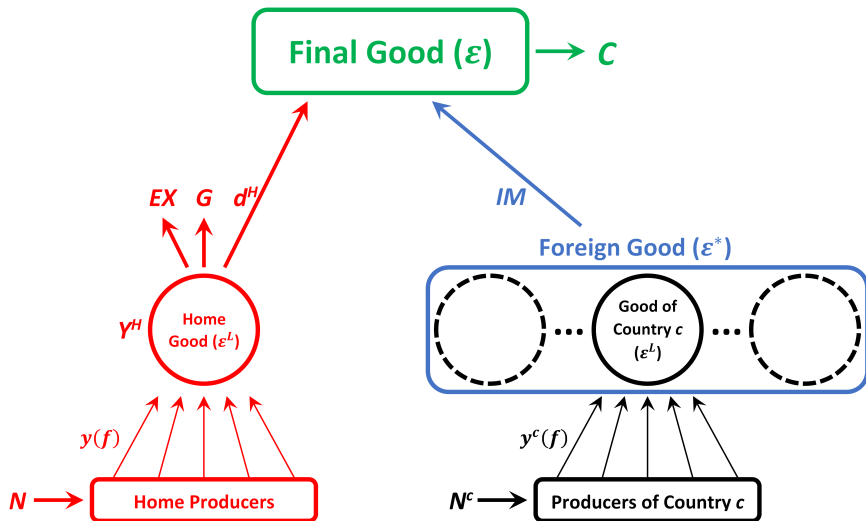 Final Good (ε)
C
EX
G
d^H
IM
Foreign Good (ε*)
Y^H
Home
Good (ε^L)
...
Good of
Country c
(ε^L)
...
y(f)
y^c(f)
N
Home Producers
N^c
Producers of Country c